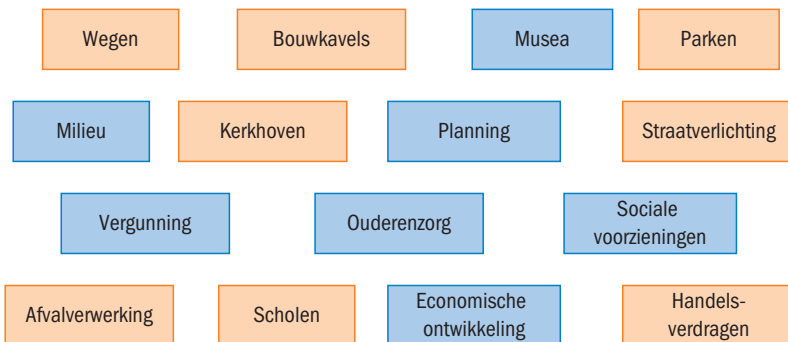 Wegen
Bouwkavels
Musea
Parken
Milieu
Kerkhoven
Planning
Straatverlichting
Vergunning
Ouderenzorg
Sociale
voorzieningen
Afvalverwerking
Scholen
Economische
ontwikkeling
Handels-
verdragen